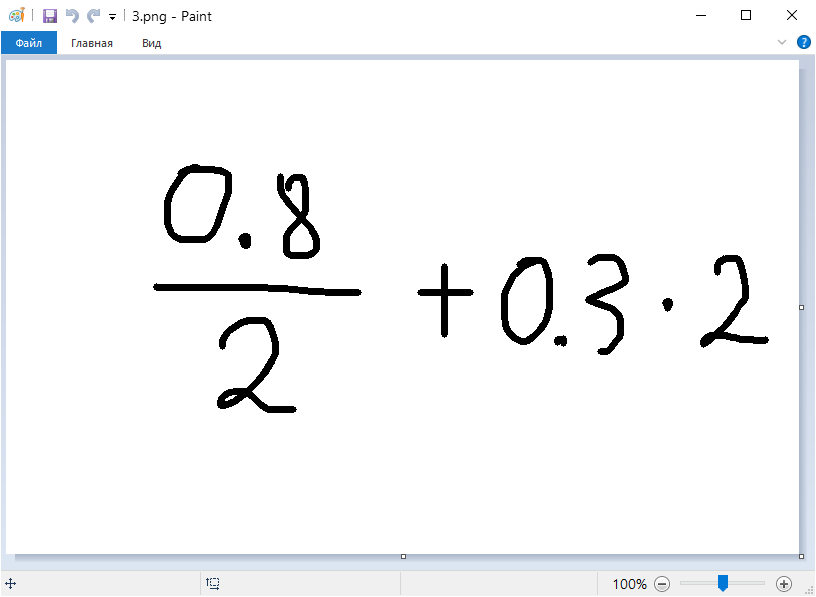 3.png - Paint
Файл Главная Вид
0.8
2
+0.3·2
100%